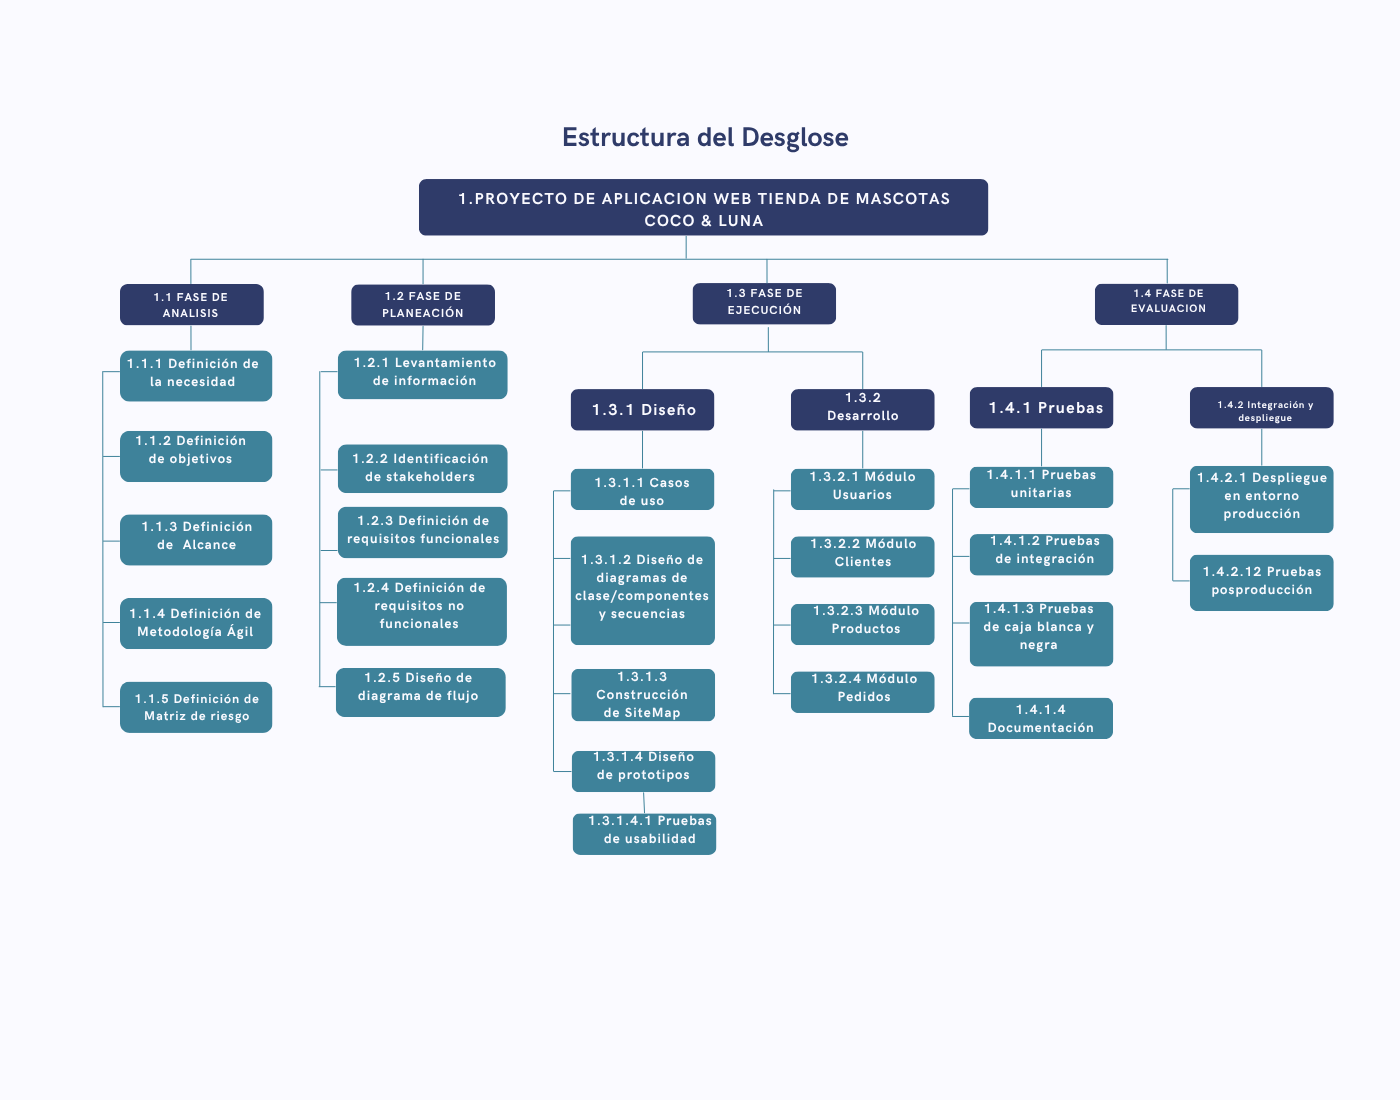 Estructura del Desglose
1.PROYECTO DE APLICACION WEB TIENDA DE MASCOTAS
COCO & LUNA
1.1 FASE DE
ANALISIS
1.1.1 Definición de
la necesidad
1.1.2 Definición
de objetivos
1.1.3 Definición
de Alcance
1.1.4 Definición de
Metodología Ágil
1.1.5 Definición de
Matriz de riesgo
1.2 FASE DE
PLANEACIÓN
1.2.1 Levantamiento
de información
1.2.2 Identificación
de stakeholders
1.2.3 Definición de
requisitos funcionales
1.2.4 Definición de
requisitos no
funcionales
1.2.5 Diseño de
diagrama de flujo
1.3 FASE DE
EJECUCIÓN
1.3.1 Diseño
1.3.1.1 Casos
de uso
1.3.1.2 Diseño de
diagramas de
clase/componentes
y secuencias
1.3.1.3
Construcción
de SiteMap
1.3.1.4 Diseño
de prototipos
1.3.1.4.1 Pruebas
de usabilidad
1.3.2
Desarrollo
1.3.2.1 Módulo
Usuarios
1.3.2.2 Módulo
Clientes
1.3.2.3 Módulo
Productos
1.3.2.4 Módulo
Pedidos
1.4 FASE DE
EVALUACION
1.4.1 Pruebas
1.4.1.1 Pruebas
unitarias
1.4.1.2 Pruebas
de integración
1.4.1.3 Pruebas
de caja blanca y
negra
1.4.1.4
Documentación
1.4.2 Integración y
despliegue
1.4.2.1 Despliegue
en entorno
producción
1.4.2.12 Pruebas
posproducción